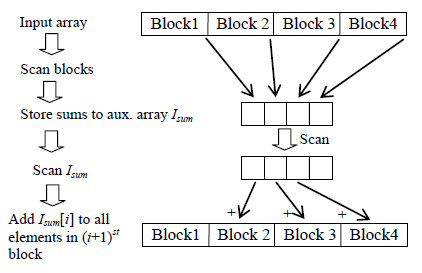 Input array
Block1 Block 2 Block 3 Block4
Scan blocks
Store sums to aux. array Isum
Scan
Scan Isum
Add Isum[i] to all
elements in (i+1)st
block
+ + +
Block1 Block 2 Block 3 Block4